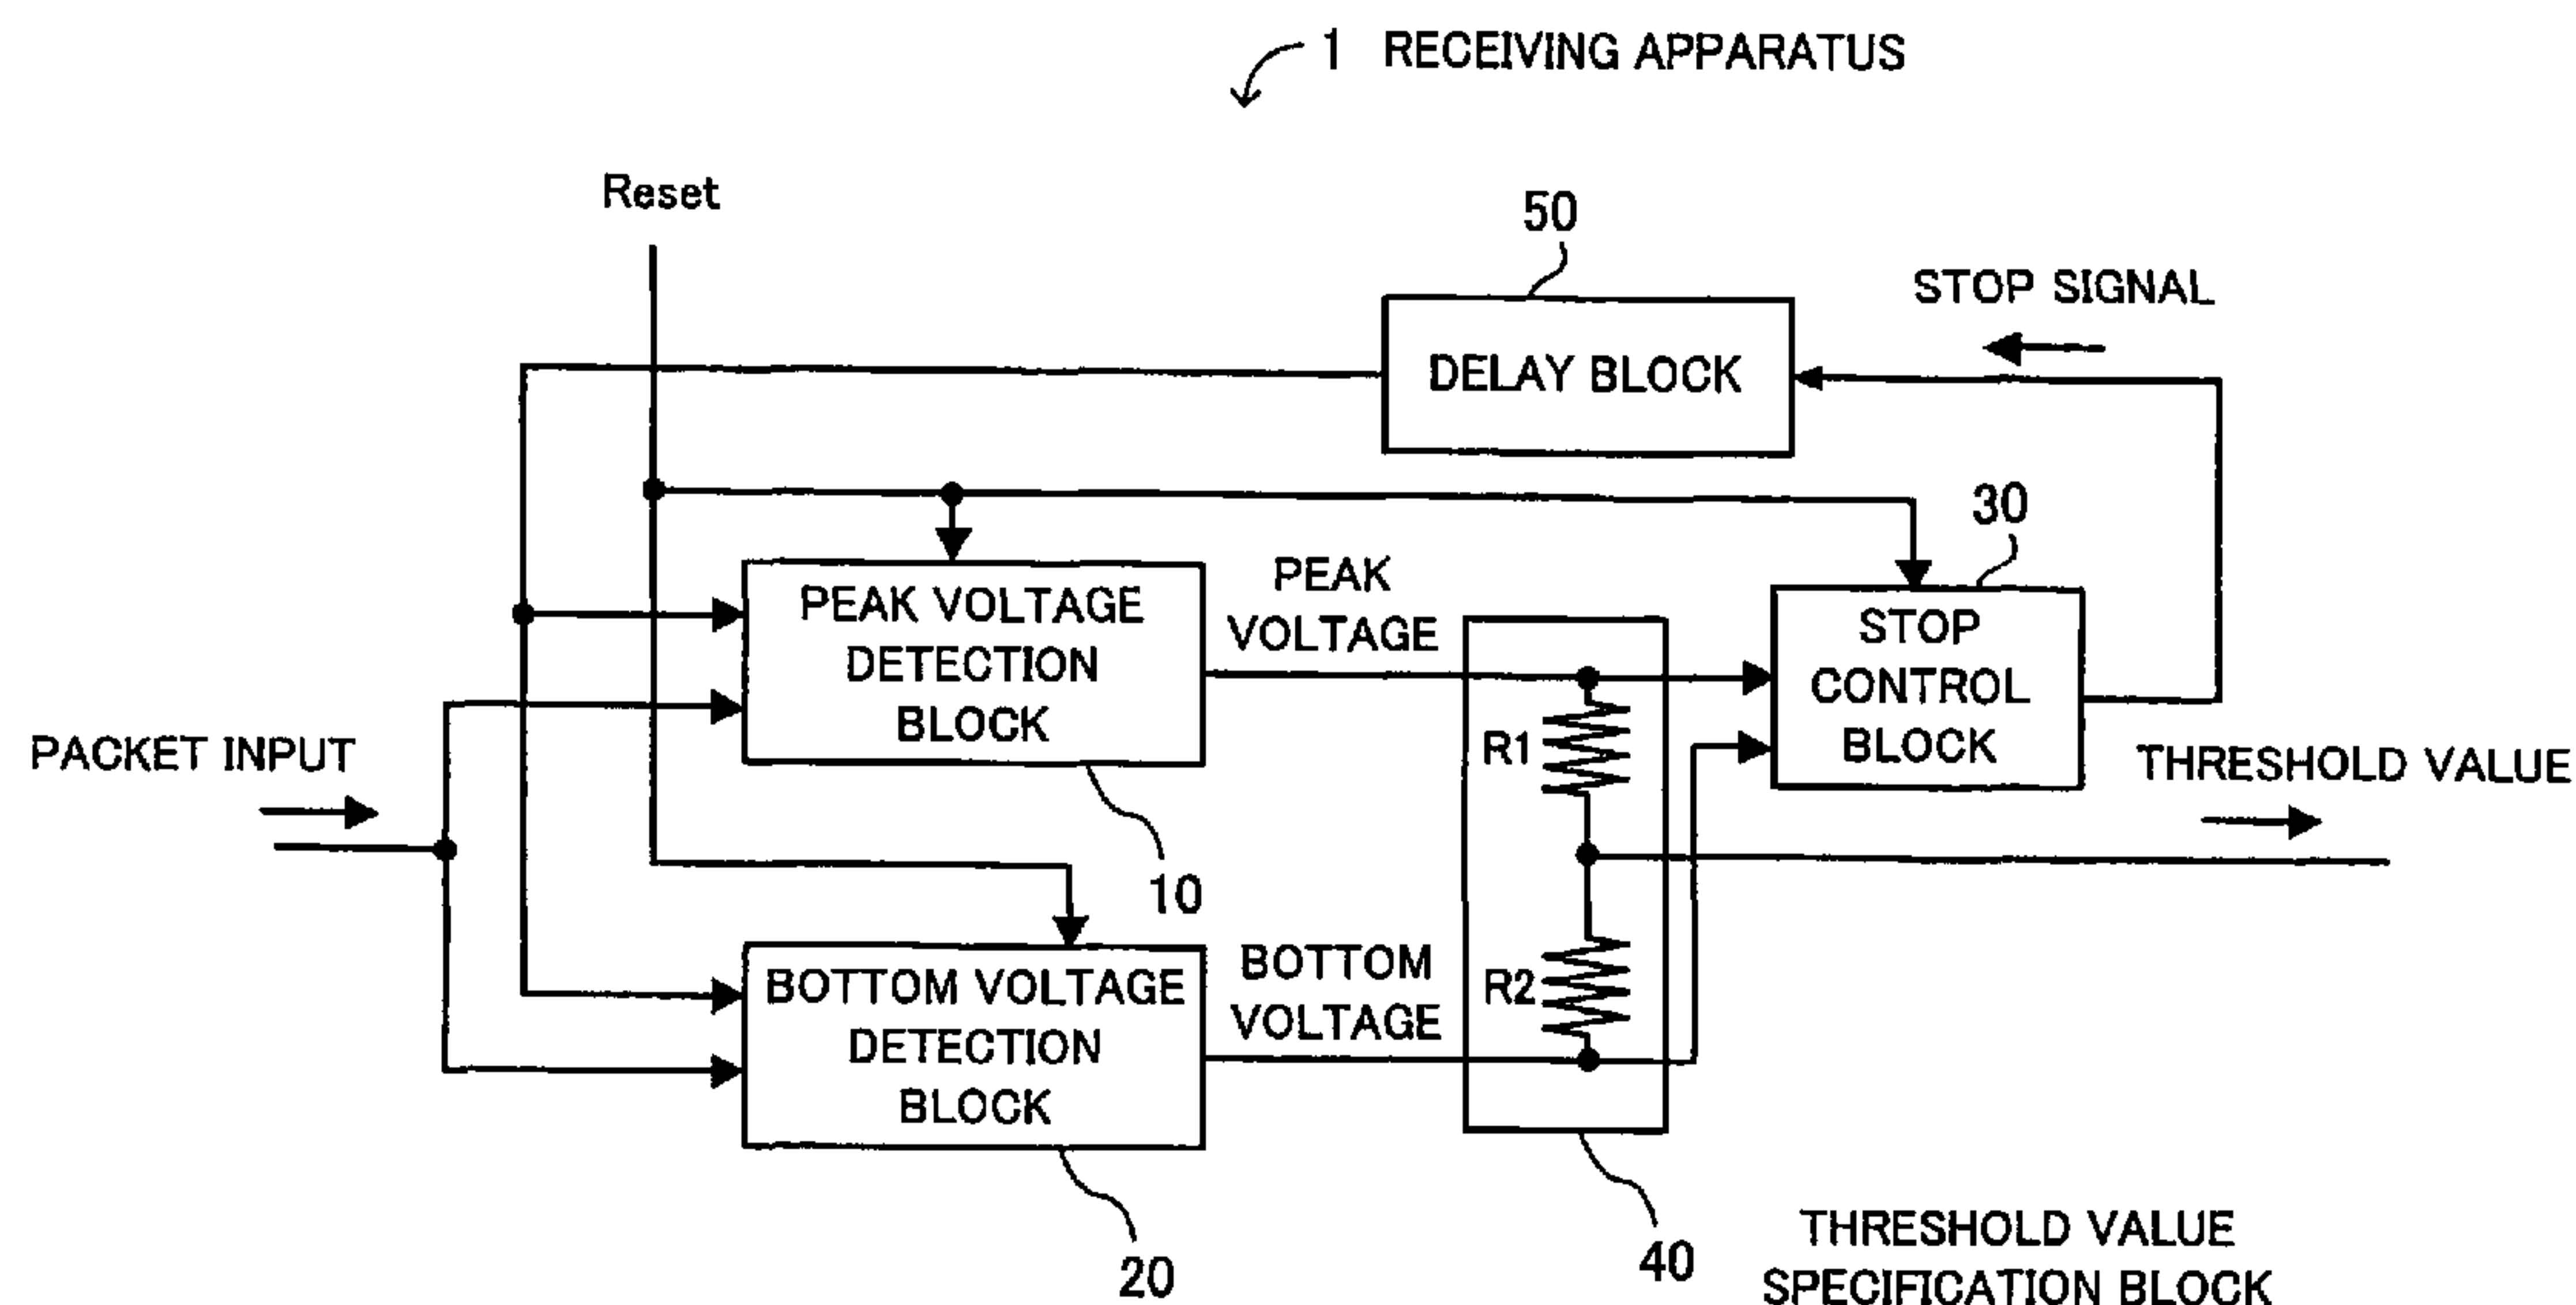 1 RECEIVING APPARATUS
Reset
50
STOP SIGNAL
DELAY BLOCK
30
PEAK VOLTAGE
DETECTION
BLOCK
PEAK
VOLTAGE
STOP
CONTROL
BLOCK
R1
PACKET INPUT
THRESHOLD VALUE
10
BOTTOM VOLTAGE
DETECTION
BLOCK
BOTTOM
VOLTAGE
R2
20
40
THRESHOLD VALUE
SPECIFICATION BLOCK